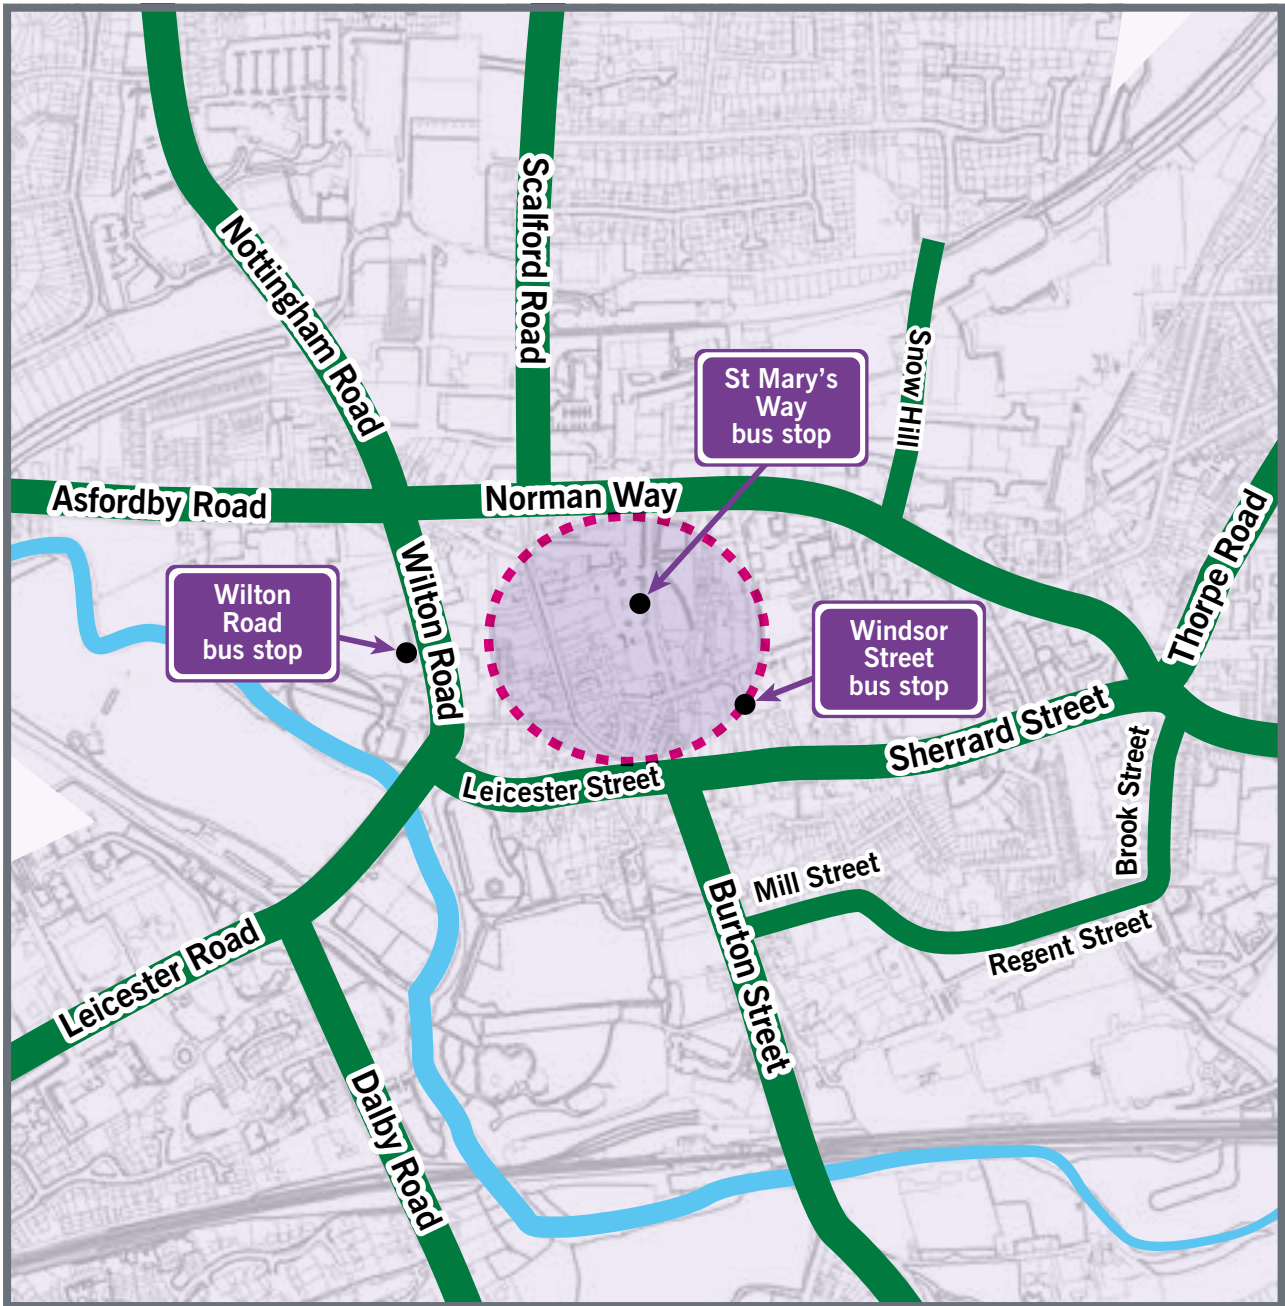 Scalford Road
Nottingham Road
Snow Hill
St Mary's
Way
bus stop
Asfordby Road
Norman Way
Thorpe Road
Wilton Road
Wilton
Road
bus stop
Windsor
Street
bus stop
Sherrard Street
Leicester Street
Brook Street
Mill Street
Burton Street
Regent Street
Leicester Road
Dalby Road